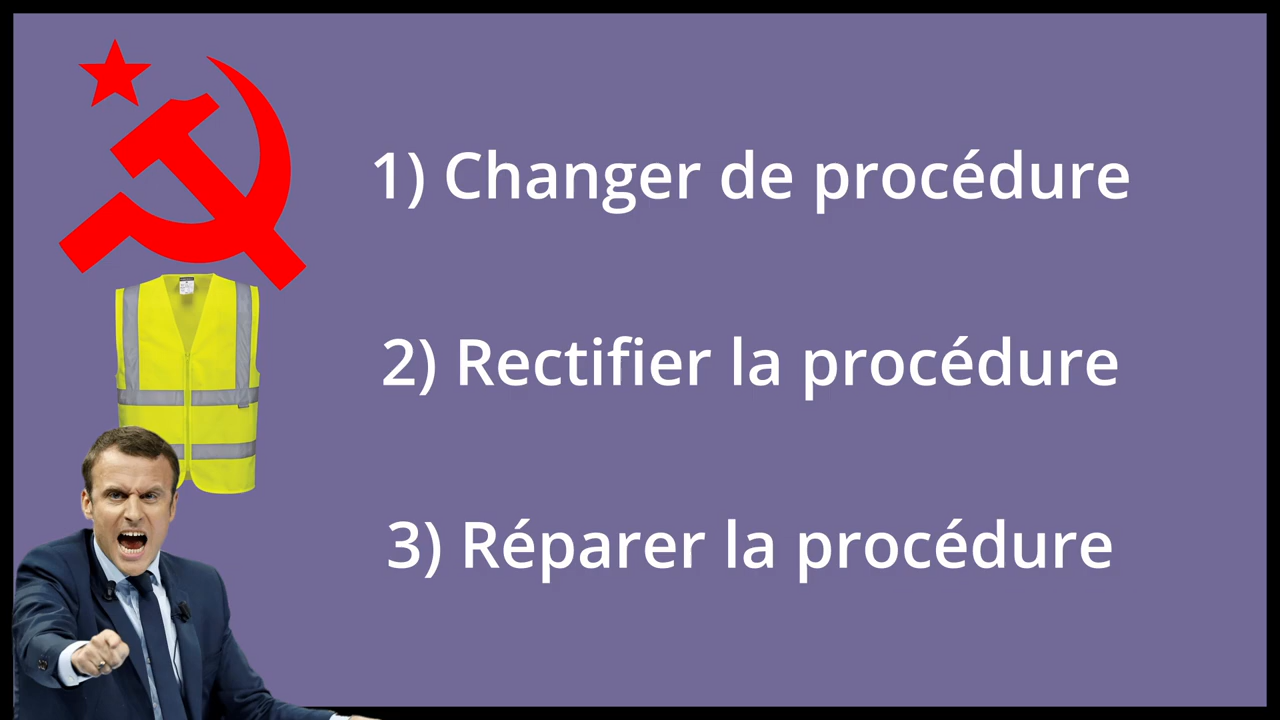 1) Changer de procédure
2) Rectifier la procédure
3) Réparer la procédure